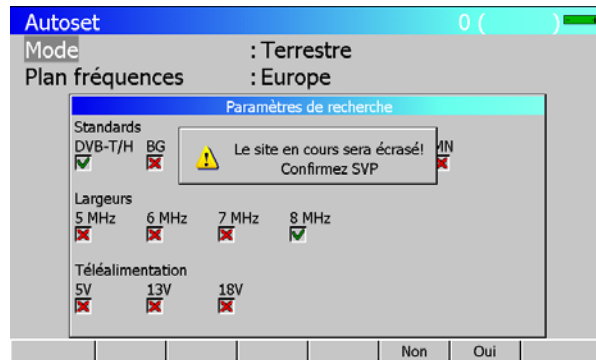 Autoset 0 ( )
Mode : Terrestre
Plan fréquences : Europe
Paramètres de recherche
Standards
DVB-T/H BG MN
Le site en cours sera écrasé!
Confirmez SVP
Largeurs
5 MHz 6 MHz 7 MHz 8 MHz
Téléalimentation
5V 13V 18V
Non Oui